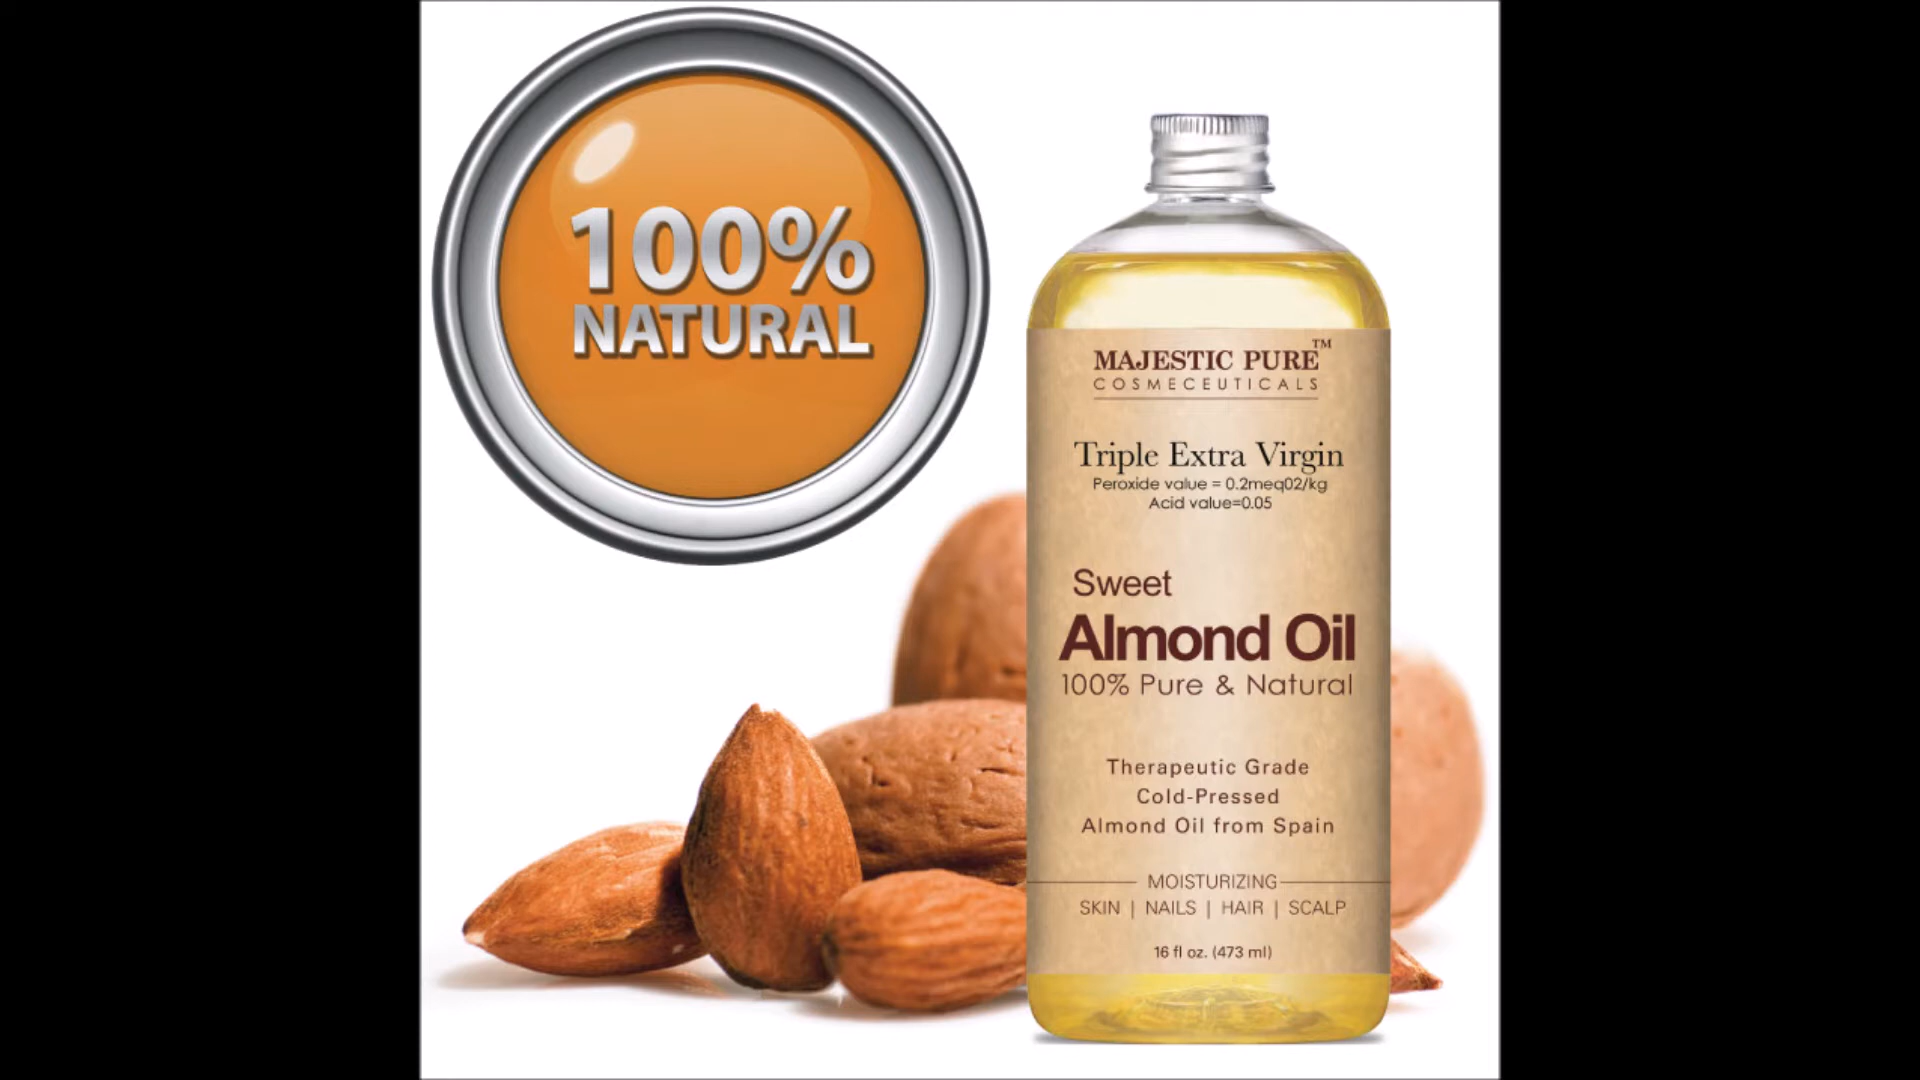 100%
NATURAL
MAJESTIC PURE™
COSMECEUTICALS
Triple Extra Virgin
Peroxide value = 0.2meq02/kg
Acid value=0.05
Sweet
Almond Oil
100% Pure & Natural
Therapeutic Grade
Cold-Pressed
Almond Oil from Spain
MOISTURIZING
SKIN | NAILS | HAIR | SCALP
16 fl oz. (473 ml)